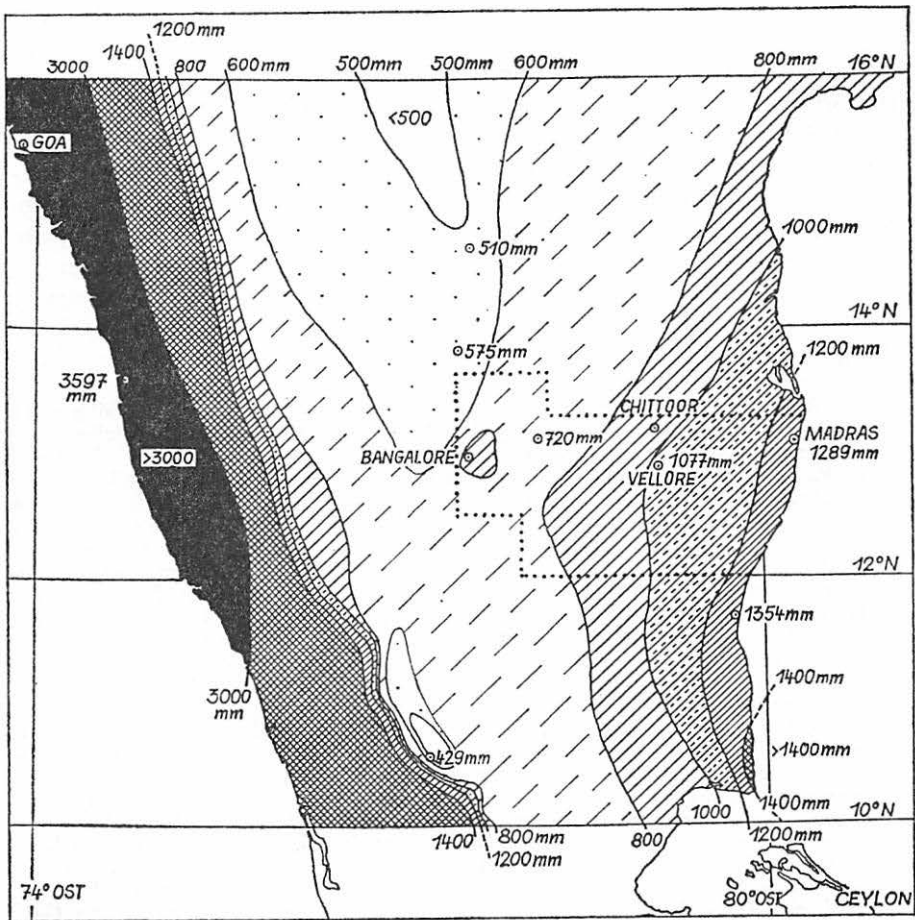 1200mm
1400
3000
800
600mm
500mm
500mm
600mm
800mm
16°N
<500
GOA
1000mm
510mm
14°N
575mm
1200mm
3597
mm
CHITTOOR
>3000
BANGALORE
720mm
MADRAS
1289mm
1077mm
VELLORE
12°N
1354mm
1400mm
3000
mm
429mm
>1400mm
1400mm
10°N
1400
800mm
1200mm
800
1000
1200mm
74°OST
80°OST
CEYLON